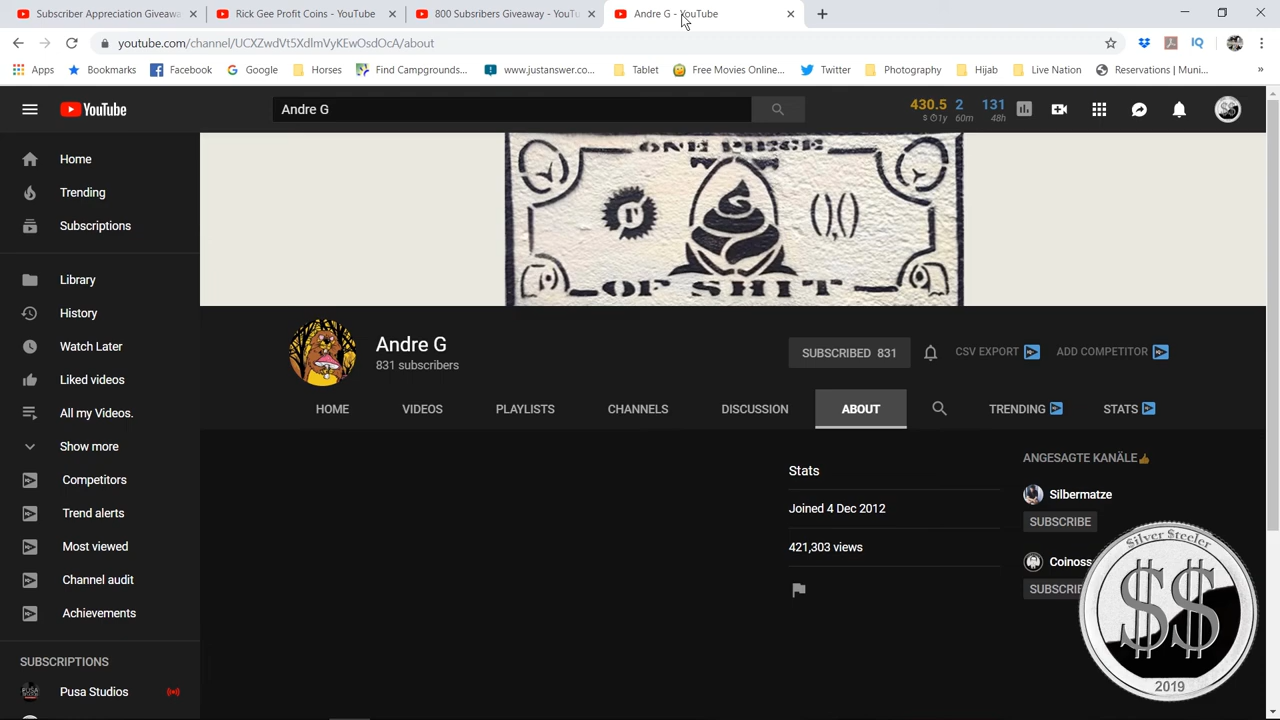 Subscriber Appreciation Giveaw
Rick Gee Profit Coins - YouTube
800 Subsribers Giveaway - YouTu
Andre G - YouTube
youtube.com/channel/UCXZwdVt5XdlmVyKEwOsdOcA/about
Apps
Bookmarks
Facebook
Google
Horses
Find Campgrounds...
www.justanswer.co...
Tablet
Free Movies Online...
Twitter
Photography
Hijab
Live Nation
Reservations | Muni...
»
YouTube
Andre G
430.5 2 131
1y 60m 48h
Home
Trending
Subscriptions
Library
History
Watch Later
Liked videos
All my Videos.
Show more
Competitors
Trend alerts
Most viewed
Channel audit
Achievements
SUBSCRIPTIONS
Pusa Studios
ONE PIECE
OF SHIT
Andre G
831 subscribers
SUBSCRIBED 831
CSV EXPORT
ADD COMPETITOR
HOME
VIDEOS
PLAYLISTS
CHANNELS
DISCUSSION
ABOUT
TRENDING
STATS
Stats
Joined 4 Dec 2012
421,303 views
ANGESAGTE KANÄLE
Silbermatze
SUBSCRIBE
Coinoss
SUBSCRIBE
$ilver $teeler
$$
2019